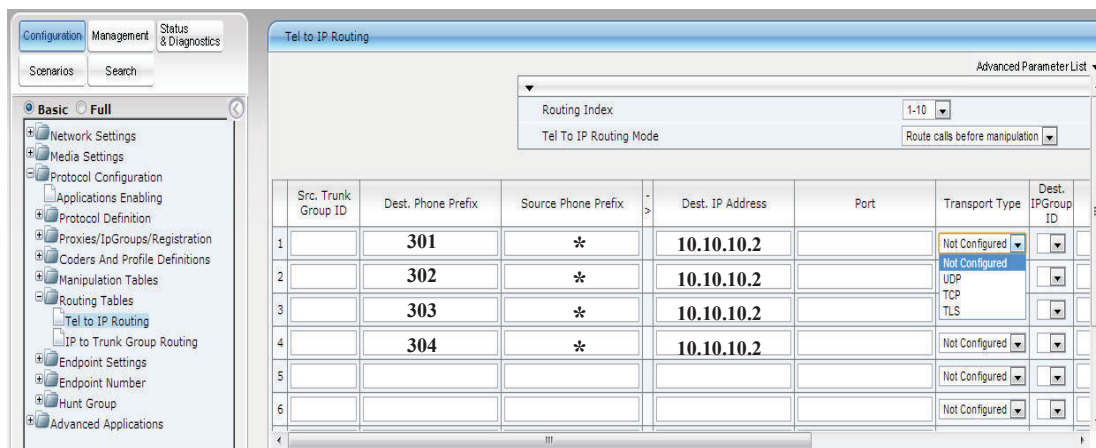 Configuration
Management
Status
& Diagnostics
Scenarios
Search
Basic
Full
Network Settings
Media Settings
Protocol Configuration
Applications Enabling
Protocol Definition
Proxies/IpGroups/Registration
Coders And Profile Definitions
Manipulation Tables
Routing Tables
Tel to IP Routing
IP to Trunk Group Routing
Endpoint Settings
Endpoint Number
Hunt Group
Advanced Applications
Tel to IP Routing
Advanced Parameter List
Routing Index 1-10
Tel To IP Routing Mode Route calls before manipulation
Src. Trunk Group ID Dest. Phone Prefix Source Phone Prefix -> Dest. IP Address Port Transport Type Dest. IPGroup ID
1 301 * 10.10.10.2 Not Configured
Not Configured
UDP
TCP
TLS
2 302 * 10.10.10.2
3 303 * 10.10.10.2
4 304 * 10.10.10.2 Not Configured
5 Not Configured
6 Not Configured